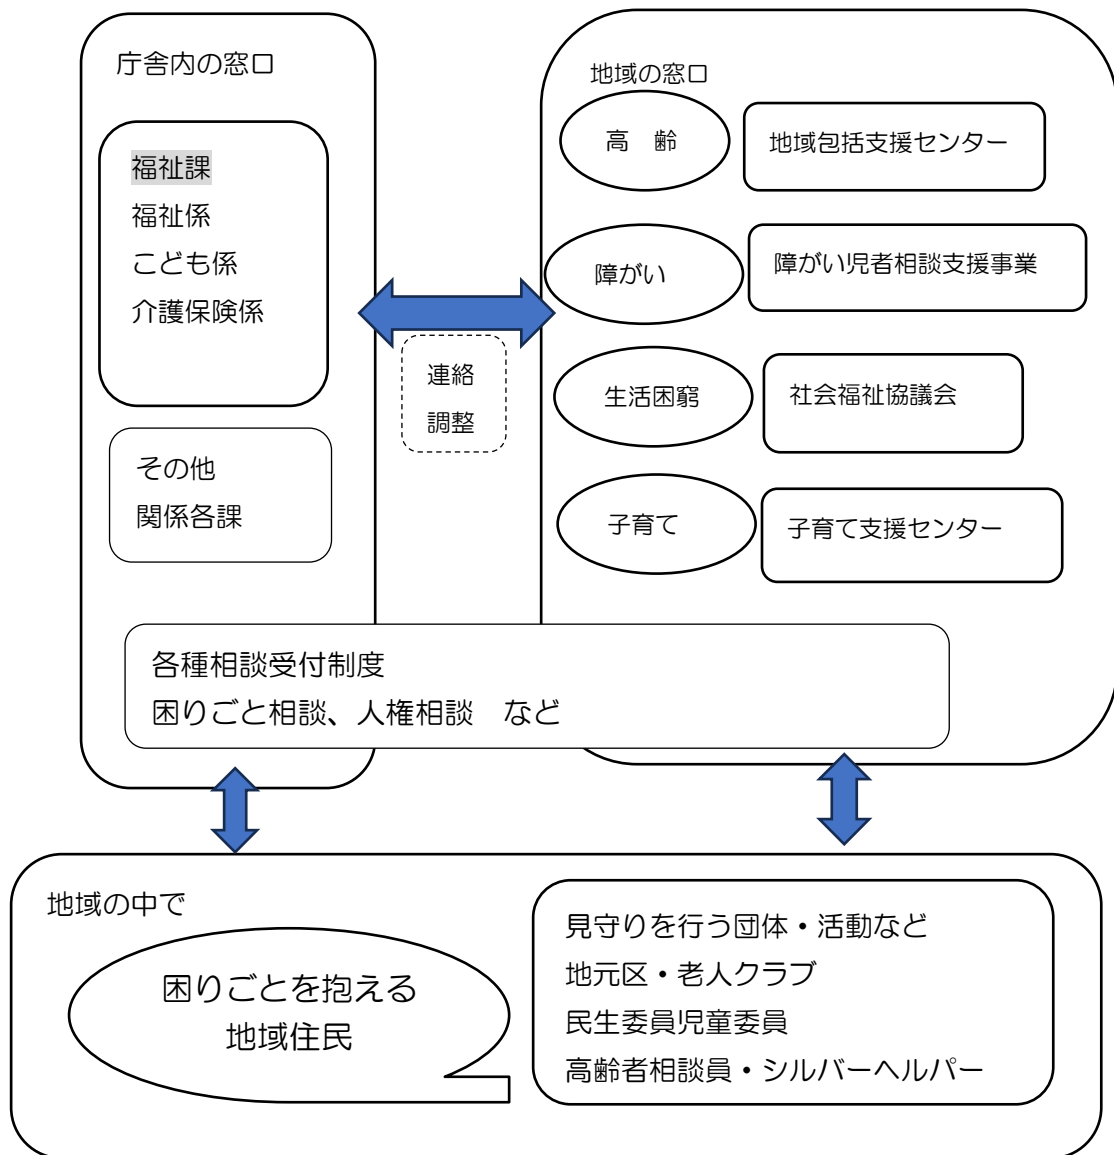 庁舎内の窓口
福祉課
福祉係
こども係
介護保険係
その他
関係各課
連絡
調整
地域の窓口
高　齢
地域包括支援センター
障がい
障がい児者相談支援事業
生活困窮
社会福祉協議会
子育て
子育て支援センター
各種相談受付制度
困りごと相談、人権相談　など
地域の中で
困りごとを抱える
地域住民
見守りを行う団体・活動など
地元区・老人クラブ
民生委員児童委員
高齢者相談員・シルバーヘルパー